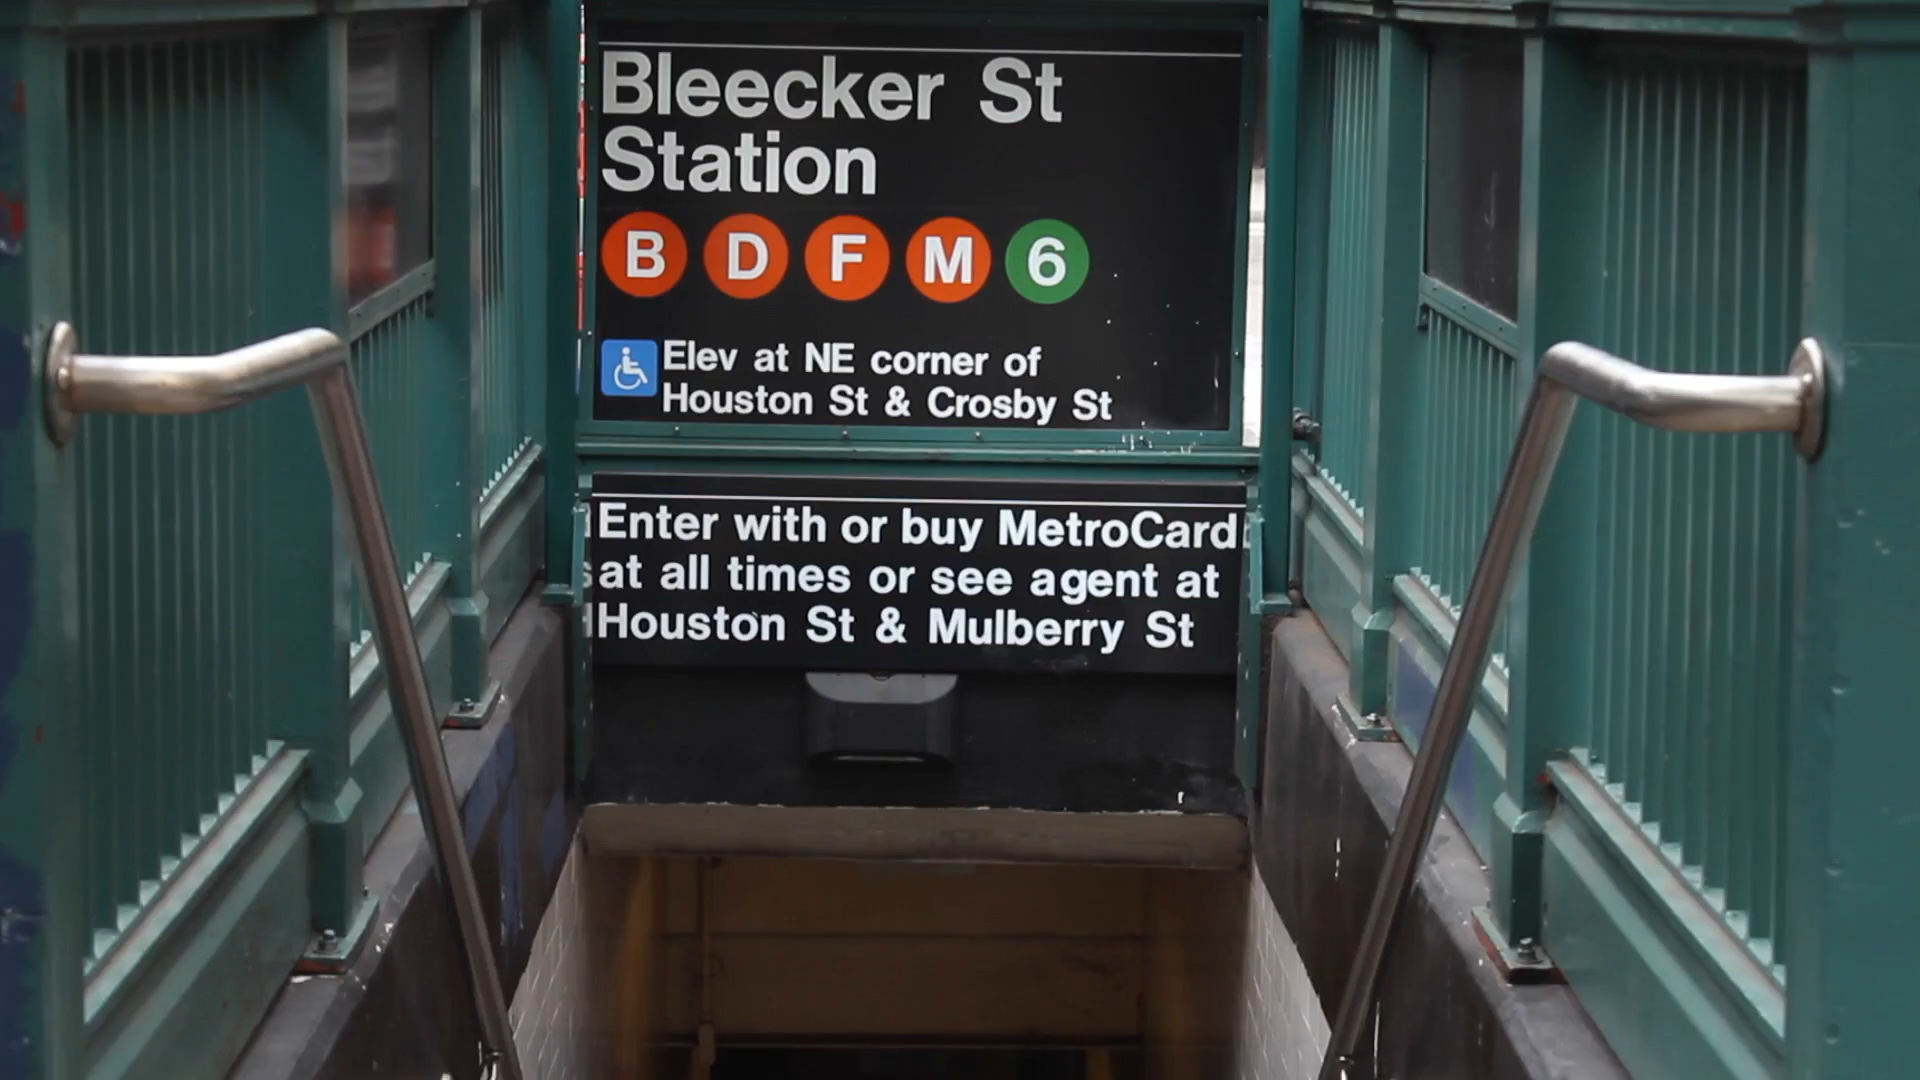 Bleecker St
Station
B D F M 6
Elev at NE corner of
Houston St & Crosby St
Enter with or buy MetroCard
at all times or see agent at
Houston St & Mulberry St